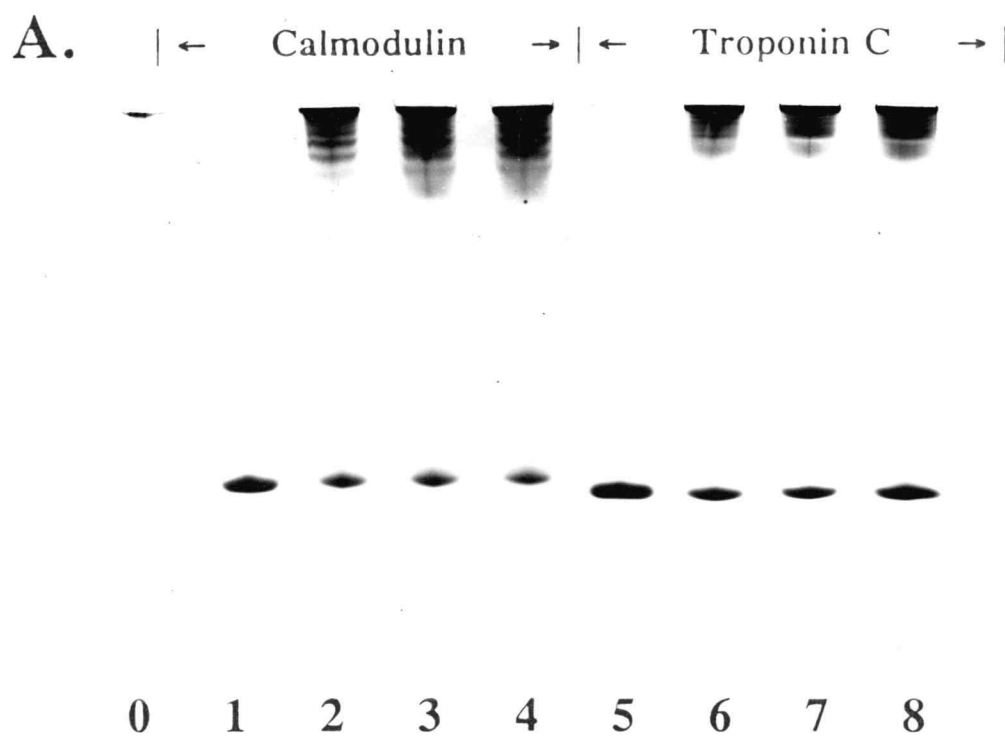 A. | ← Calmodulin → | ← Troponin C → |
0 1 2 3 4 5 6 7 8